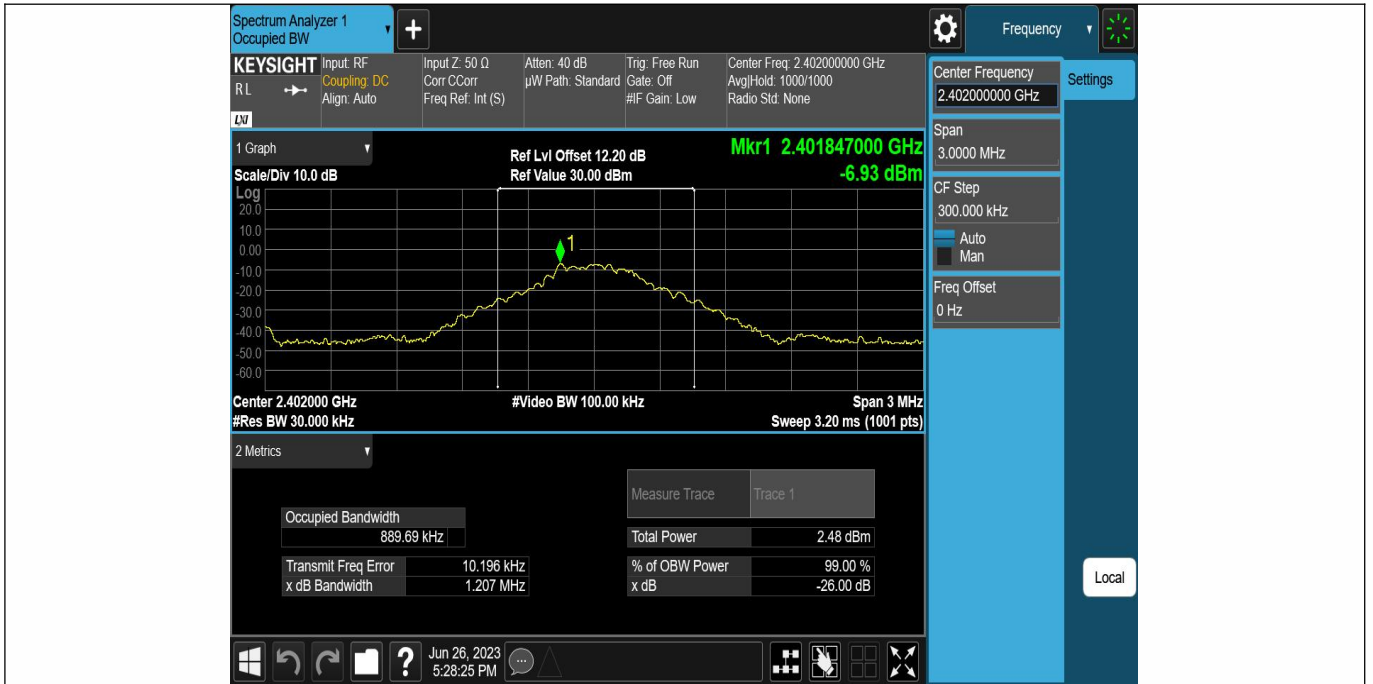 Spectrum Analyzer 1
Occupied BW
+
Frequency
KEYSIGHT
RL
LXI
Input: RF
Coupling: DC
Align: Auto
Input Z: 50 Ω
Corr CCorr
Freq Ref: Int (S)
Atten: 40 dB
µW Path: Standard
Trig: Free Run
Gate: Off
#IF Gain: Low
Center Freq: 2.402000000 GHz
Avg|Hold: 1000/1000
Radio Std: None
Center Frequency
2.402000000 GHz
Settings
Span
3.0000 MHz
CF Step
300.000 kHz
Auto
Man
Freq Offset
0 Hz
Local
1 Graph
Scale/Div 10.0 dB
Ref Lvl Offset 12.20 dB
Ref Value 30.00 dBm
Mkr1 2.401847000 GHz
-6.93 dBm
Log
20.0
10.0
0.00
-10.0
-20.0
-30.0
-40.0
-50.0
-60.0
1
Center 2.402000 GHz
#Video BW 100.00 kHz
Span 3 MHz
#Res BW 30.000 kHz
Sweep 3.20 ms (1001 pts)
2 Metrics
Measure Trace Trace 1
Occupied Bandwidth
889.69 kHz
Total Power 2.48 dBm
Transmit Freq Error 10.196 kHz
% of OBW Power 99.00 %
x dB Bandwidth 1.207 MHz
x dB -26.00 dB
?
Jun 26, 2023
5:28:25 PM